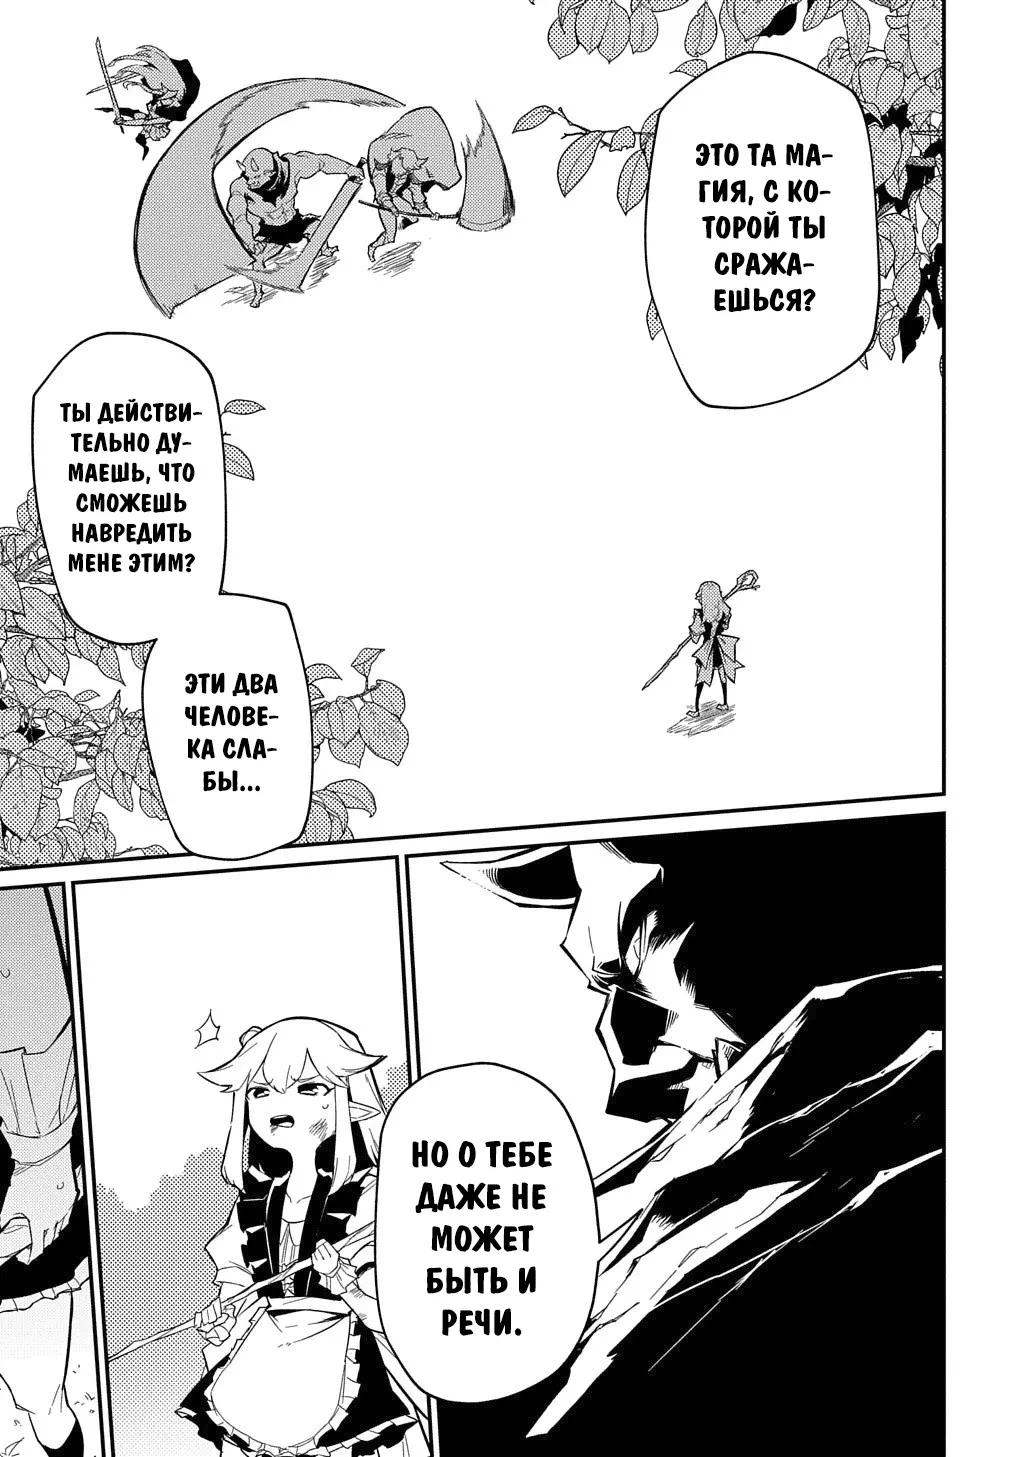 ЭТО ТА МА-
ГИЯ, С КО-
ТОРОЙ ТЫ
СРАЖА-
ЕШЬСЯ?
ТЫ ДЕЙСТВИ-
ТЕЛЬНО ДУ-
МАЕШЬ, ЧТО
СМОЖЕШЬ
НАВРЕДИТЬ
МЕНЕ ЭТИМ?
ЭТИ ДВА
ЧЕЛОВЕ-
КА СЛА-
БЫ...
НО О ТЕБЕ
ДАЖЕ НЕ
МОЖЕТ
БЫТЬ И
РЕЧИ.